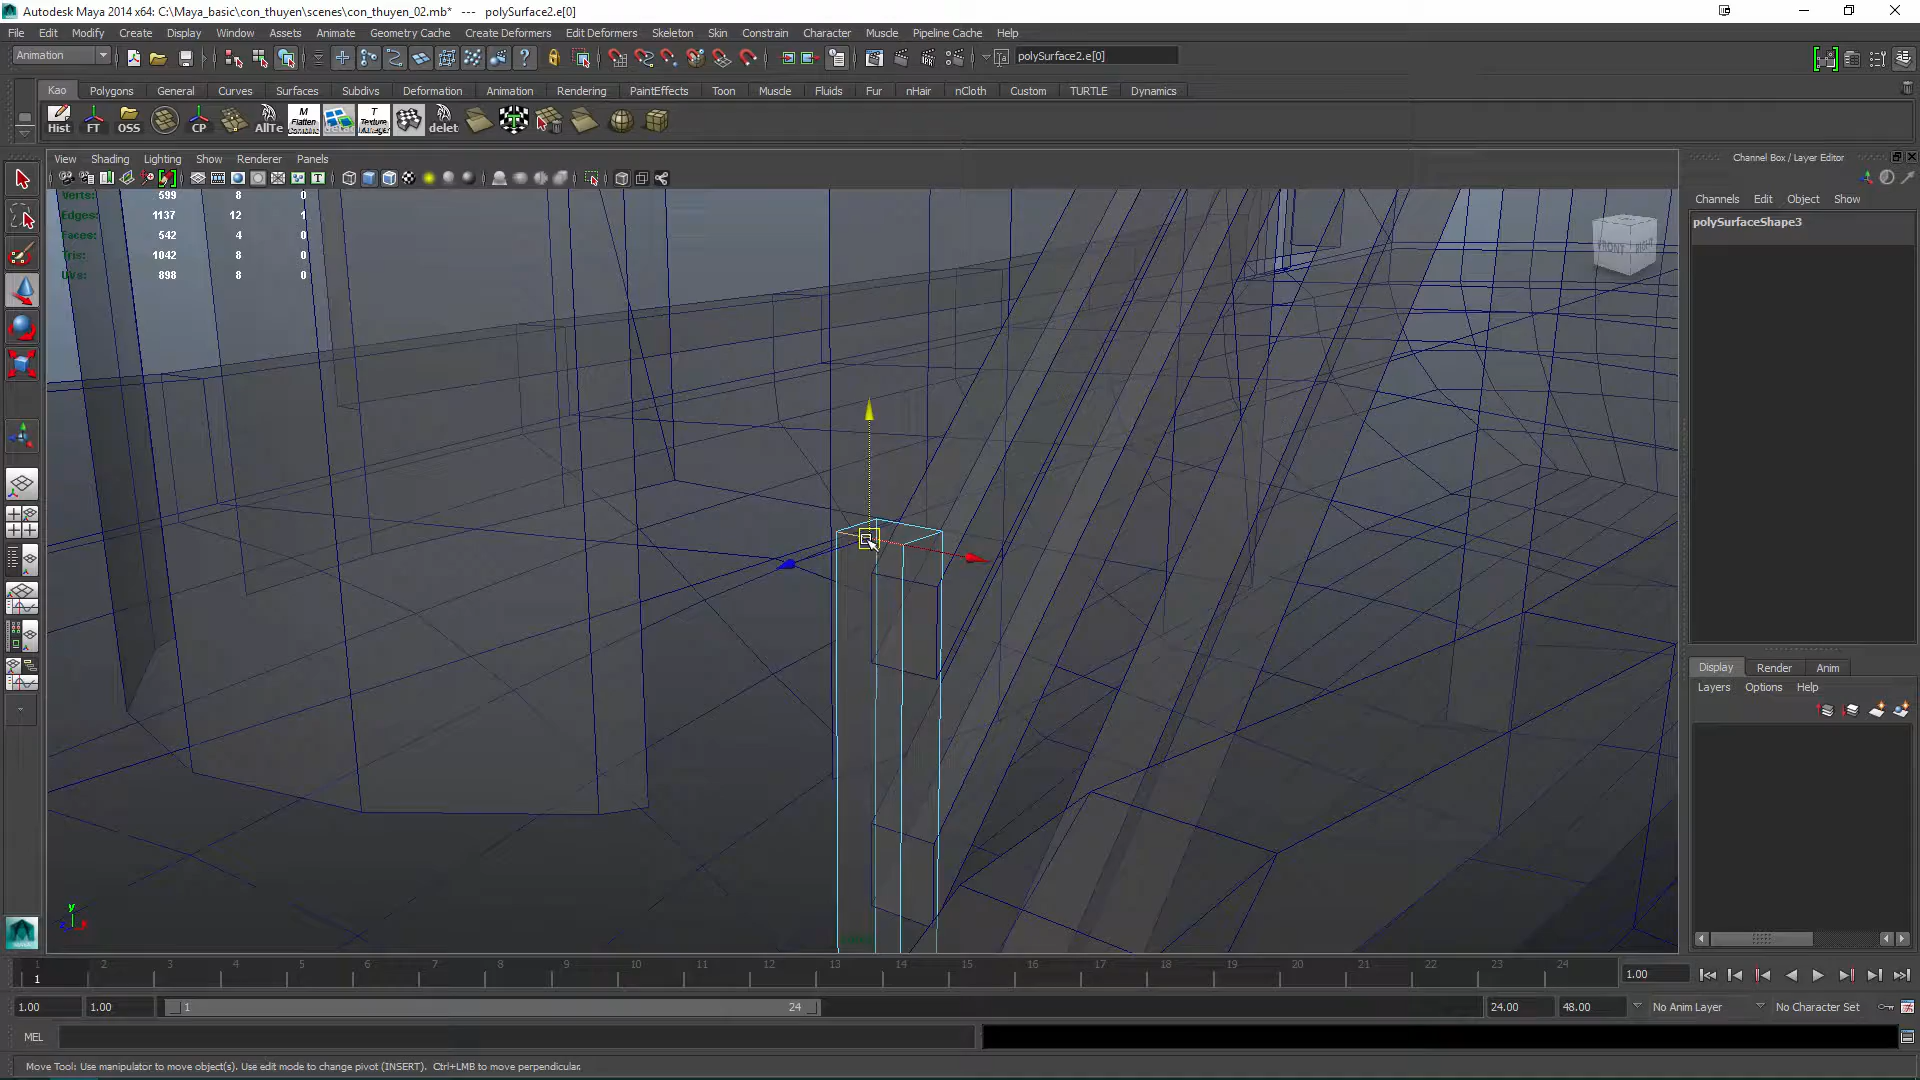 Autodesk Maya 2014 x64: C:\Maya_basic\con_thuyen\scenes\con_thuyen_02.mb* --- polySurface2.e[0]
File Edit Modify Create Display Window Assets Animate Geometry Cache Create Deformers Edit Deformers Skeleton Skin Constrain Character Muscle Pipeline Cache Help
Animation polySurface2.e[0]
Kao Polygons General Curves Surfaces Subdivs Deformation Animation Rendering PaintEffects Toon Muscle Fluids Fur nHair nCloth Custom TURTLE Dynamics
Hist FT OSS CP AllTe M Flatten Combine T Texture Manager delet
View Shading Lighting Show Renderer Panels
Channel Box / Layer Editor
Channels Edit Object Show
polySurfaceShape3
Verts: 599 8 0
Edges: 1137 12 1
Faces: 542 4 0
Tris: 1042 8 0
UVs: 898 8 0
FRONT RIGHT
Display Render Anim
Layers Options Help
y
1 2 3 4 5 6 7 8 9 10 11 12 13 14 15 16 17 18 19 20 21 22 23 24
1 1.00
1.00 1.00 1 24 24.00 48.00 No Anim Layer No Character Set
MEL
Move Tool: Use manipulator to move object(s). Use edit mode to change pivot (INSERT). Ctrl+LMB to move perpendicular.